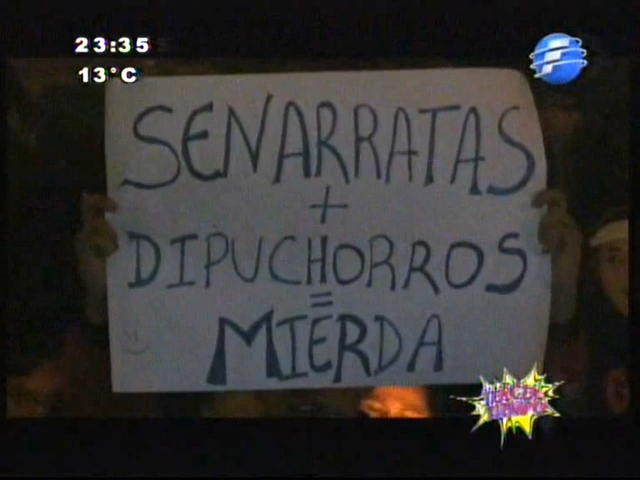 23:35
13°C
SENARRATAS
+
DIPUCHORROS
=
MIERDA